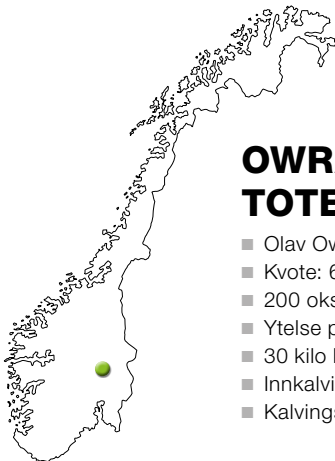 OWR
TOTE
■ Olav Ow
■ Kvote: 6
■ 200 oks
■ Ytelse p
■ 30 kilo
■ Innkalvi
■ Kalvings